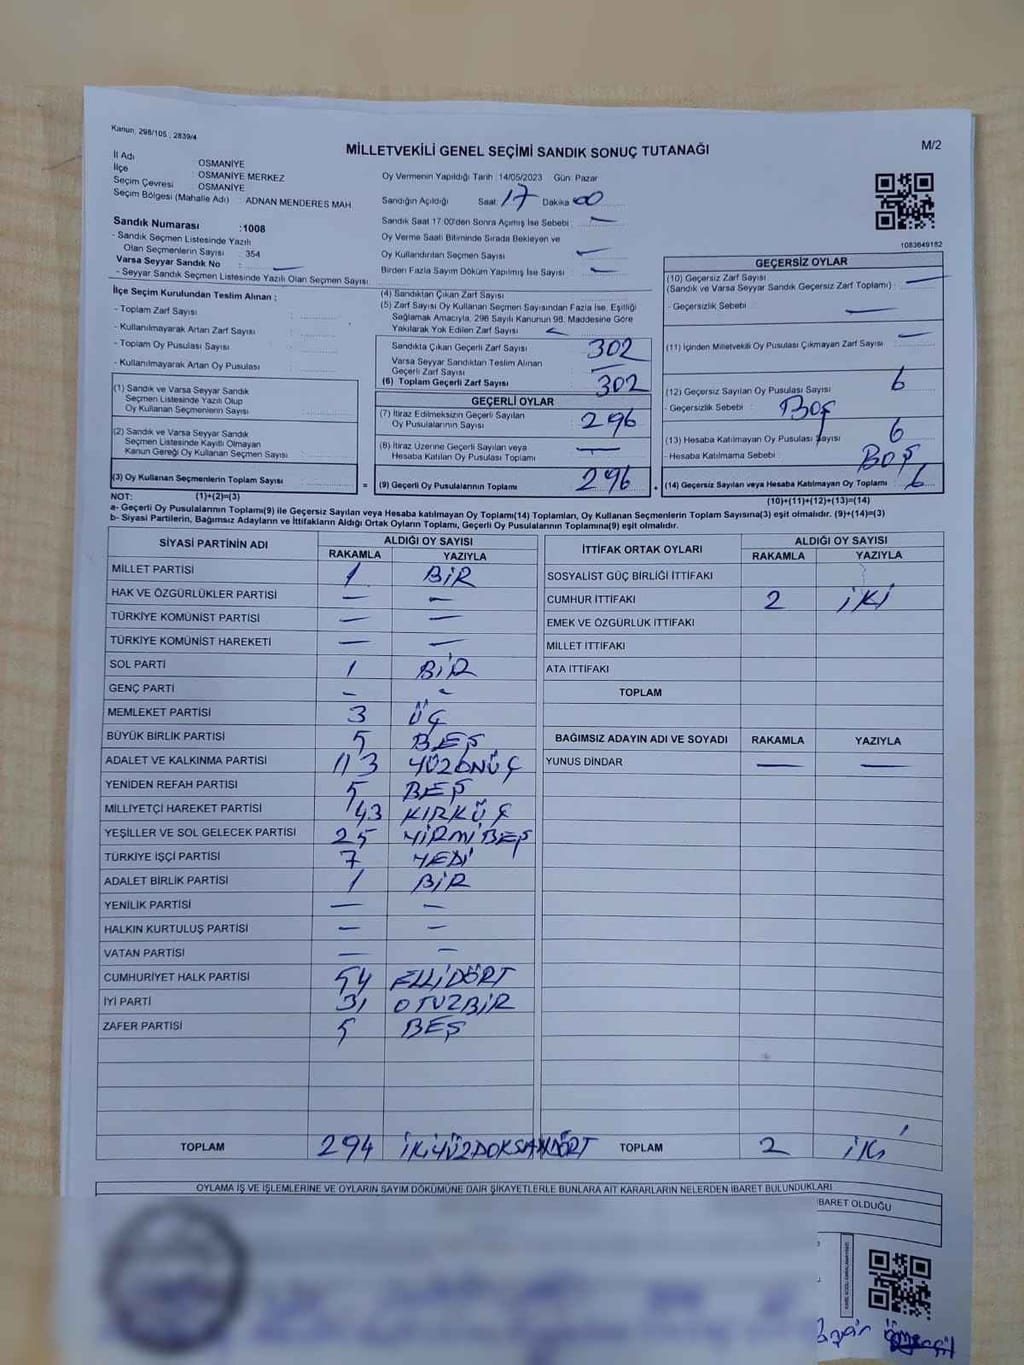 Kanun, 298/105 , 2839/4
MİLLETVEKİLİ GENEL SEÇİMİ SANDIK SONUÇ TUTANAĞI
M/2
İl Adı OSMANİYE
İlçe : OSMANİYE MERKEZ
Seçim Çevresi : OSMANİYE
Seçim Bölgesi (Mahalle Adı) : ADNAN MENDERES MAH
Sandık Numarası :1008
- Sandık Seçmen Listesinde Yazılı
Olan Seçmenlerin Sayısı : 354
Varsa Seyyar Sandık No : —
- Seyyar Sandık Seçmen Listesinde Yazılı Olan Seçmen Sayısı
Oy Vermenin Yapıldığı Tarih :14/05/2023 Gün: Pazar
Sandığın Açıldığı Saat: 17 Dakika 00
Sandık Saat 17:00'den Sonra Açılmış İse Sebebi : —
Oy Verme Saati Bitiminde Sırada Bekleyen ve
Oy Kullandırılan Seçmen Sayısı —
Birden Fazla Sayım Döküm Yapılmış İse Sayısı : —
1083649182
İlçe Seçim Kurulundan Teslim Alınan ;
- Toplam Zarf Sayısı :
- Kullanılmayarak Artan Zarf Sayısı :
- Toplam Oy Pusulası Sayısı :
- Kullanılmayarak Artan Oy Pusulası :
(1) Sandık ve Varsa Seyyar Sandık
Seçmen Listesinde Yazılı Olup
Oy Kullanan Seçmenlerin Sayısı :
(2) Sandık ve Varsa Seyyar Sandık
Seçmen Listesinde Kayıtlı Olmayan
Kanun Gereği Oy Kullanan Seçmen Sayısı :
(3) Oy Kullanan Seçmenlerin Toplam Sayısı :
=
(4) Sandıktan Çıkan Zarf Sayısı :
(5) Zarf Sayısı Oy Kullanan Seçmen Sayısından Fazla İse, Eşitliği
Sağlamak Amacıyla, 298 Sayılı Kanunun 98. Maddesine Göre
Yakılarak Yok Edilen Zarf Sayısı : —
Sandıkta Çıkan Geçerli Zarf Sayısı 302
Varsa Seyyar Sandıktan Teslim Alınan
Geçerli Zarf Sayısı —
(6) Toplam Geçerli Zarf Sayısı 302
GEÇERLİ OYLAR
(7) İtiraz Edilmeksizin Geçerli Sayılan
Oy Pusulalarının Sayısı 296
(8) İtiraz Üzerine Geçerli Sayılan veya
Hesaba Katılan Oy Pusulası Toplamı —
(9) Geçerli Oy Pusulalarının Toplamı 296
GEÇERSİZ OYLAR
(10) Geçersiz Zarf Sayısı
(Sandık ve Varsa Seyyar Sandık Geçersiz Zarf Toplamı) : —
- Geçersizlik Sebebi : —
(11) İçinden Milletvekili Oy Pusulası Çıkmayan Zarf Sayısı : —
(12) Geçersiz Sayılan Oy Pusulası Sayısı : 6
- Geçersizlik Sebebi : Boş
(13) Hesaba Katılmayan Oy Pusulası Sayısı : 6
- Hesaba Katılmama Sebebi : BOŞ
(14) Geçersiz Sayılan veya Hesaba Katılmayan Oy Toplamı : 6
NOT: (1)+(2)=(3)
(10)+(11)+(12)+(13)=(14)
a- Geçerli Oy Pusulalarının Toplamı(9) ile Geçersiz Sayılan veya Hesaba katılmayan Oy Toplamı(14) Toplamları, Oy Kullanan Seçmenlerin Toplam Sayısına(3) eşit olmalıdır. (9)+(14)=(3)
b- Siyasi Partilerin, Bağımsız Adayların ve İttifakların Aldığı Ortak Oyların Toplamı, Geçerli Oy Pusulalarının Toplamına(9) eşit olmalıdır.
SİYASİ PARTİNİN ADI ALDIĞI OY SAYISI
RAKAMLA YAZIYLA
MİLLET PARTİSİ 1 BİR
HAK VE ÖZGÜRLÜKLER PARTİSİ — —
TÜRKİYE KOMÜNİST PARTİSİ — —
TÜRKİYE KOMÜNİST HAREKETİ — —
SOL PARTİ 1 BİR
GENÇ PARTİ — —
MEMLEKET PARTİSİ 3 ÜÇ
BÜYÜK BİRLİK PARTİSİ 5 BEŞ
ADALET VE KALKINMA PARTİSİ 113 YÜZONÜÇ
YENİDEN REFAH PARTİSİ 5 BEŞ
MİLLİYETÇİ HAREKET PARTİSİ 43 KIRKÜÇ
YEŞİLLER VE SOL GELECEK PARTİSİ 25 YİRMİBEŞ
TÜRKİYE İŞÇİ PARTİSİ 7 YEDİ
ADALET BİRLİK PARTİSİ 1 BİR
YENİLİK PARTİSİ — —
HALKIN KURTULUŞ PARTİSİ — —
VATAN PARTİSİ — —
CUMHURİYET HALK PARTİSİ 54 ELLİDÖRT
İYİ PARTİ 31 OTUZBİR
ZAFER PARTİSİ 5 BEŞ
TOPLAM 294 İKİYÜZDOKSANDÖRT
İTTİFAK ORTAK OYLARI ALDIĞI OY SAYISI
RAKAMLA YAZIYLA
SOSYALİST GÜÇ BİRLİĞİ İTTİFAKI
CUMHUR İTTİFAKI 2 İKİ
EMEK VE ÖZGÜRLÜK İTTİFAKI
MİLLET İTTİFAKI
ATA İTTİFAKI
TOPLAM
BAĞIMSIZ ADAYIN ADI VE SOYADI RAKAMLA YAZIYLA
YUNUS DİNDAR — —
TOPLAM 2 İKİ
OYLAMA İŞ VE İŞLEMLERİNE VE OYLARIN SAYIM DÖKÜMÜNE DAİR ŞİKAYETLERLE BUNLARA AİT KARARLARIN NELERDEN İBARET BULUNDUKLARI
İBARET OLDUĞU